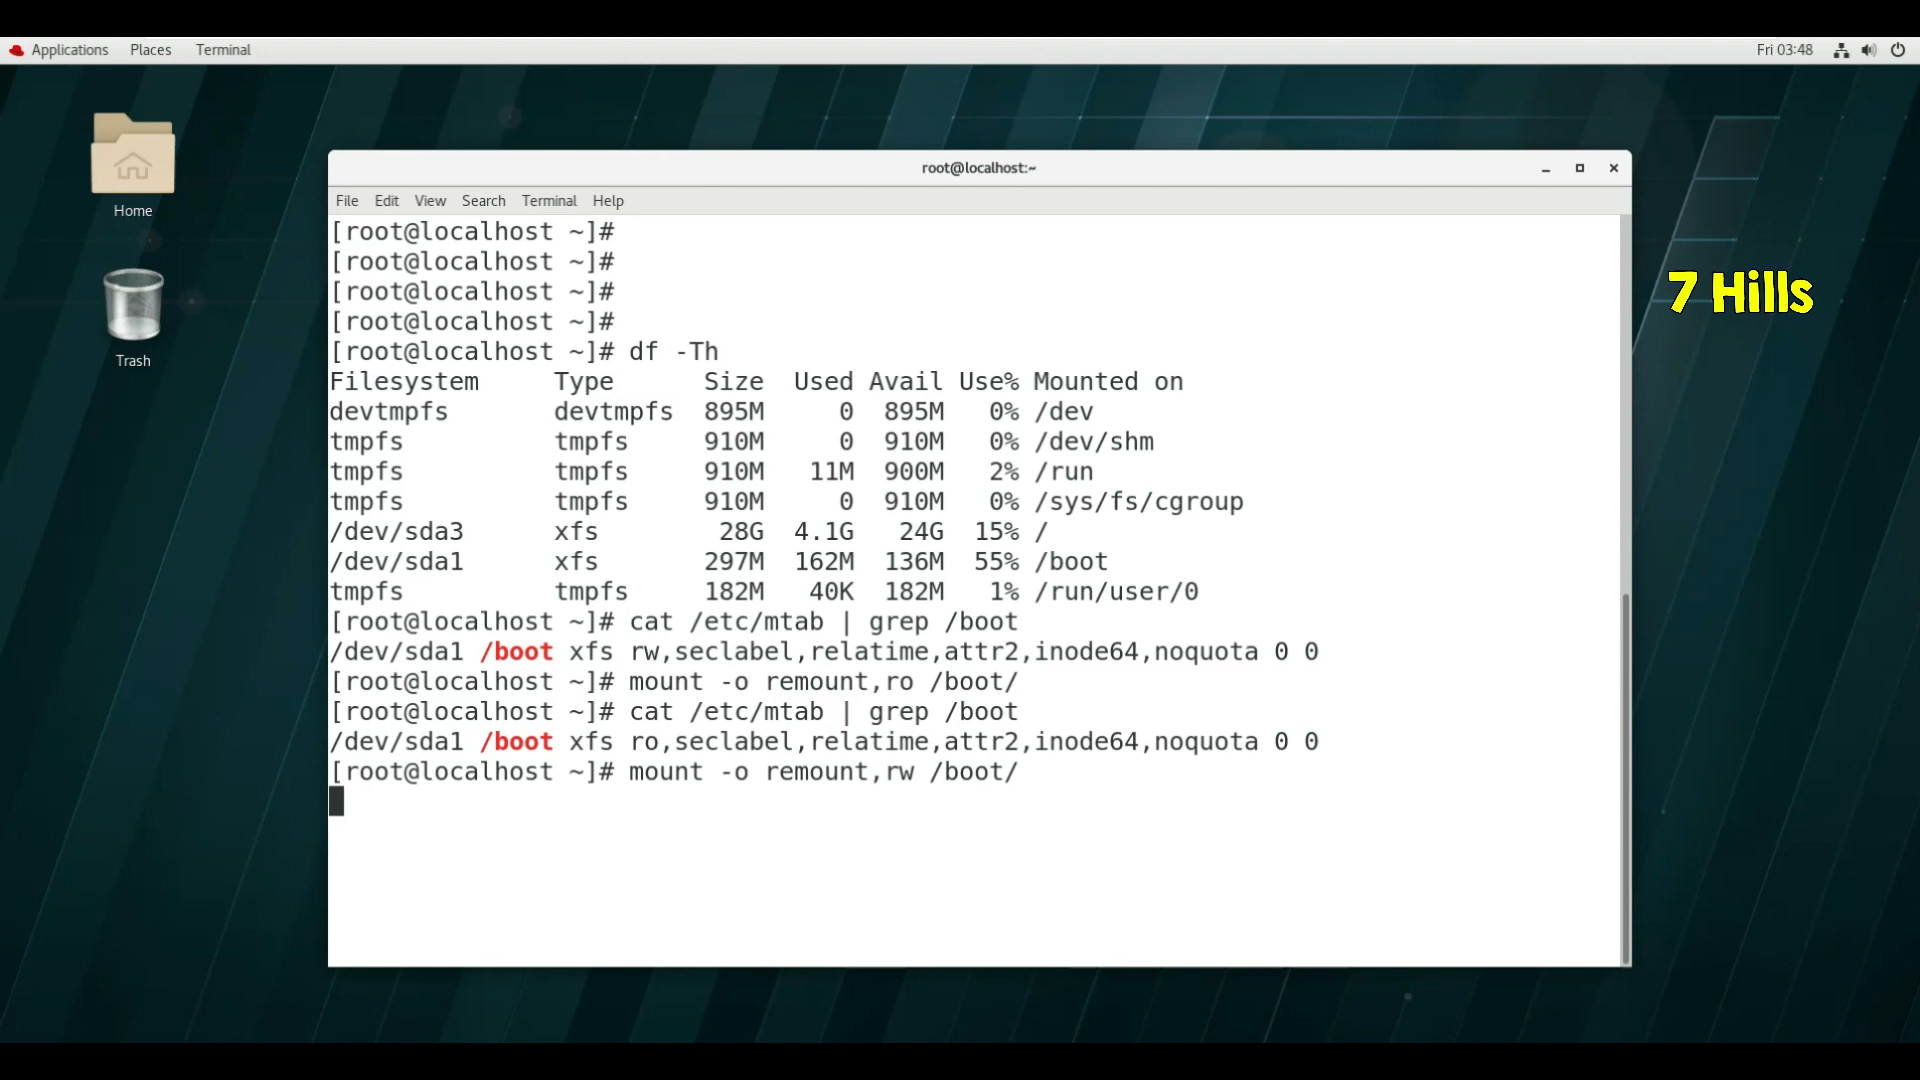 Applications Places Terminal Fri 03:48
Home
Trash
7 Hills
root@localhost:~
File Edit View Search Terminal Help
[root@localhost ~]#
[root@localhost ~]#
[root@localhost ~]#
[root@localhost ~]#
[root@localhost ~]# df -Th
Filesystem     Type      Size  Used Avail Use% Mounted on
devtmpfs       devtmpfs  895M     0  895M   0% /dev
tmpfs          tmpfs     910M     0  910M   0% /dev/shm
tmpfs          tmpfs     910M   11M  900M   2% /run
tmpfs          tmpfs     910M     0  910M   0% /sys/fs/cgroup
/dev/sda3      xfs        28G  4.1G   24G  15% /
/dev/sda1      xfs       297M  162M  136M  55% /boot
tmpfs          tmpfs     182M   40K  182M   1% /run/user/0
[root@localhost ~]# cat /etc/mtab | grep /boot
/dev/sda1 /boot xfs rw,seclabel,relatime,attr2,inode64,noquota 0 0
[root@localhost ~]# mount -o remount,ro /boot/
[root@localhost ~]# cat /etc/mtab | grep /boot
/dev/sda1 /boot xfs ro,seclabel,relatime,attr2,inode64,noquota 0 0
[root@localhost ~]# mount -o remount,rw /boot/